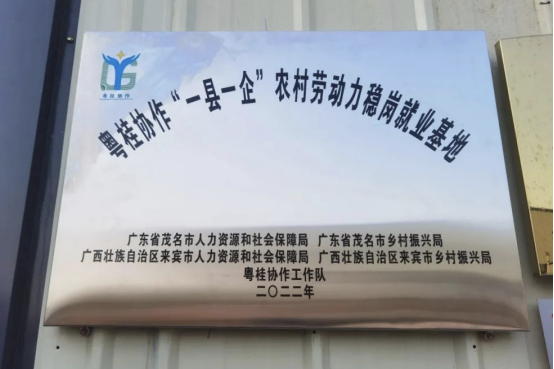 粤桂协作
粤桂协作“一县一企”农村劳动力稳岗就业基地
广东省茂名市人力资源和社会保障局 广东省茂名市乡村振兴局
广西壮族自治区来宾市人力资源和社会保障局 广西壮族自治区来宾市乡村振兴局
粤桂协作工作队
二〇二二年